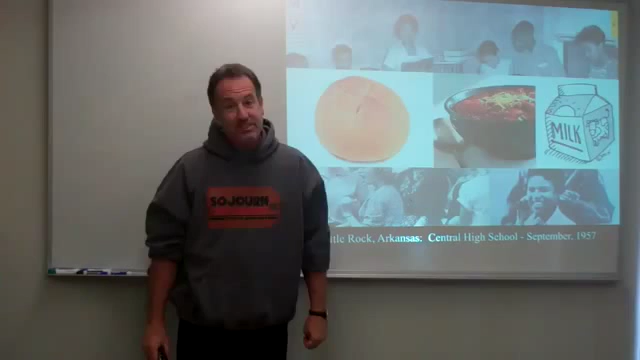 MILK
SOJOURN
ttle Rock, Arkansas: Central High School - September, 1957